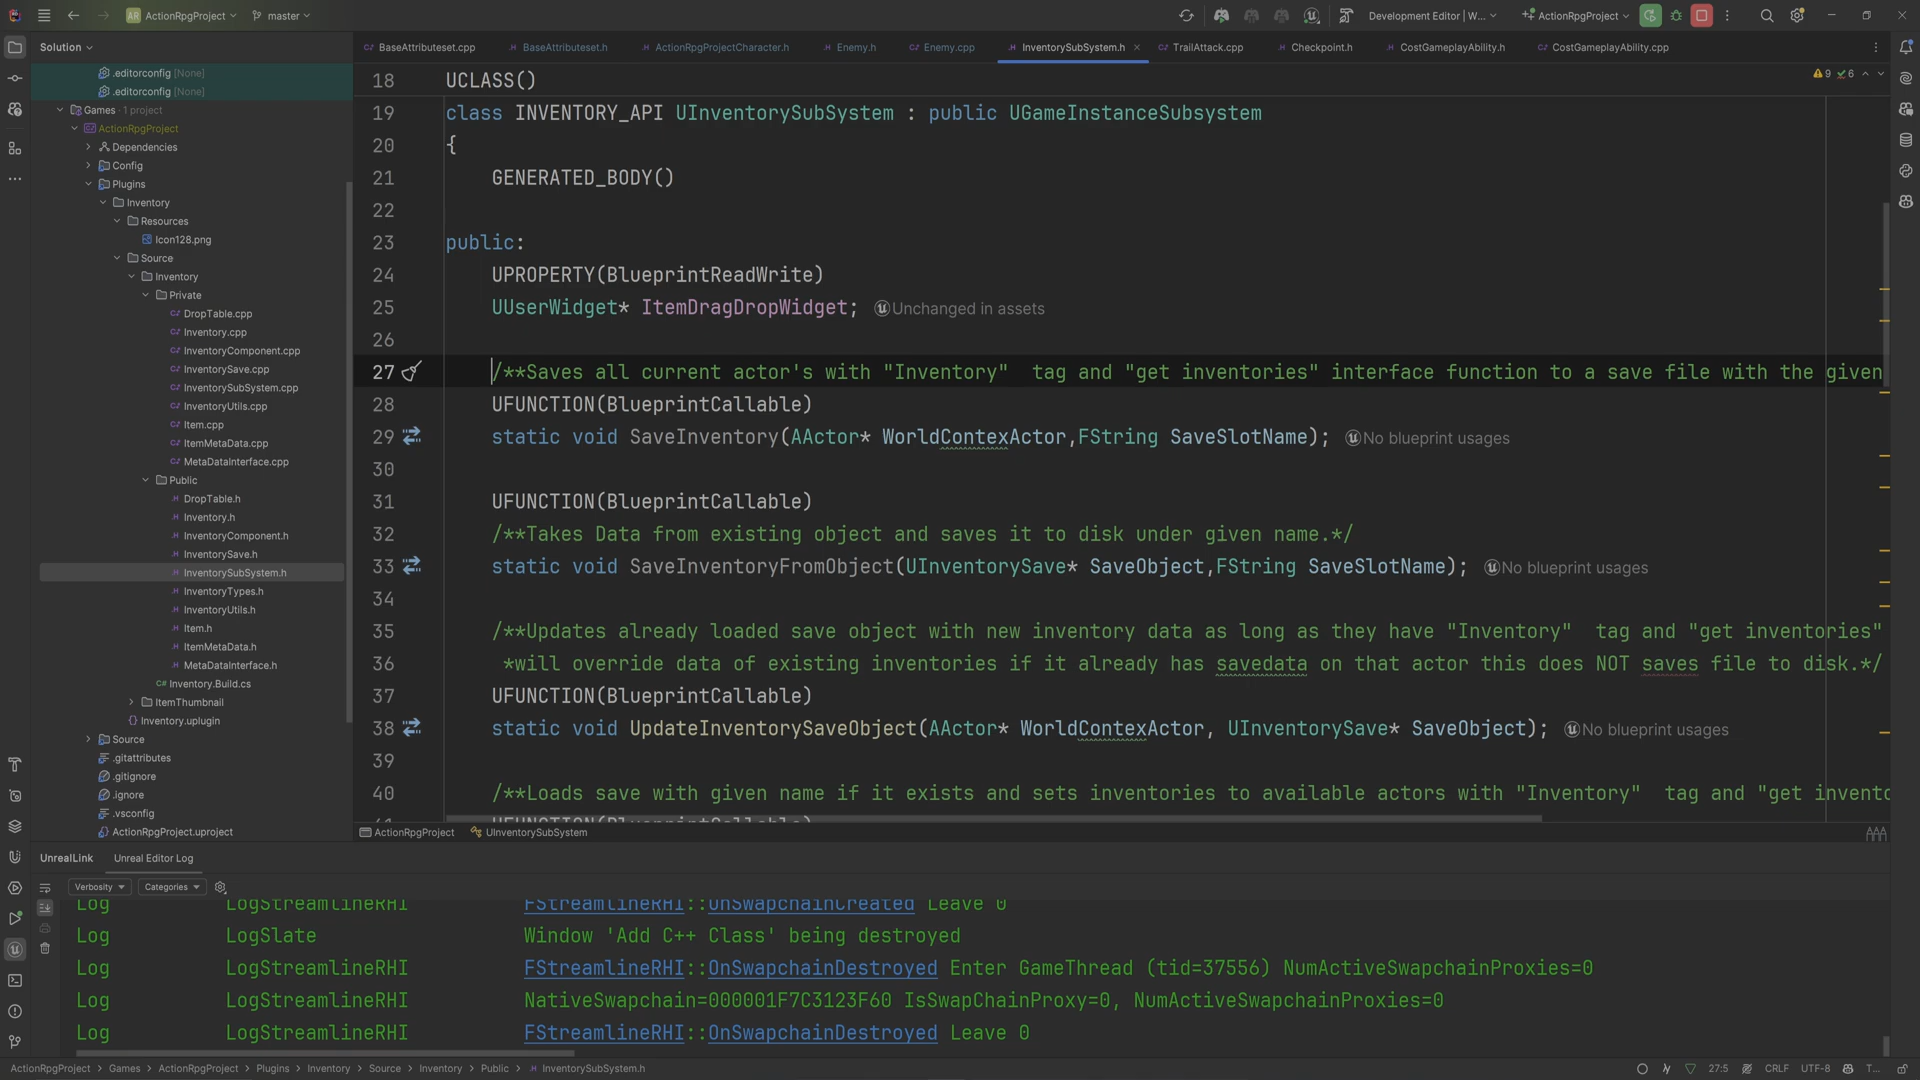 AR ActionRpgProject
master
Development Editor | W...
ActionRpgProject
Solution
BaseAttributeset.cpp
BaseAttributeset.h
ActionRpgProjectCharacter.h
Enemy.h
Enemy.cpp
InventorySubSystem.h
TrailAttack.cpp
Checkpoint.h
CostGameplayAbility.h
CostGameplayAbility.cpp
.editorconfig [None]
.editorconfig [None]
Games · 1 project
ActionRpgProject
Dependencies
Config
Plugins
Inventory
Resources
Icon128.png
Source
Inventory
Private
DropTable.cpp
Inventory.cpp
InventoryComponent.cpp
InventorySave.cpp
InventorySubSystem.cpp
InventoryUtils.cpp
Item.cpp
ItemMetaData.cpp
MetaDataInterface.cpp
Public
DropTable.h
Inventory.h
InventoryComponent.h
InventorySave.h
InventorySubSystem.h
InventoryTypes.h
InventoryUtils.h
Item.h
ItemMetaData.h
MetaDataInterface.h
C# Inventory.Build.cs
ItemThumbnail
Inventory.uplugin
Source
.gitattributes
.gitignore
.ignore
.vsconfig
ActionRpgProject.uproject
9 6
18 UCLASS()
19 class INVENTORY_API UInventorySubSystem : public UGameInstanceSubsystem
20 {
21 GENERATED_BODY()
22
23 public:
24 UPROPERTY(BlueprintReadWrite)
25 UUserWidget* ItemDragDropWidget; Unchanged in assets
26
27 /**Saves all current actor's with "Inventory"  tag and "get inventories" interface function to a save file with the given
28 UFUNCTION(BlueprintCallable)
29 static void SaveInventory(AActor* WorldContexActor,FString SaveSlotName); No blueprint usages
30
31 UFUNCTION(BlueprintCallable)
32 /**Takes Data from existing object and saves it to disk under given name.*/
33 static void SaveInventoryFromObject(UInventorySave* SaveObject,FString SaveSlotName); No blueprint usages
34
35 /**Updates already loaded save object with new inventory data as long as they have "Inventory"  tag and "get inventories"
36 *will override data of existing inventories if it already has savedata on that actor this does NOT saves file to disk.*/
37 UFUNCTION(BlueprintCallable)
38 static void UpdateInventorySaveObject(AActor* WorldContexActor, UInventorySave* SaveObject); No blueprint usages
39
40 /**Loads save with given name if it exists and sets inventories to available actors with "Inventory"  tag and "get invento
41 UFUNCTION(BlueprintCallable)
ActionRpgProject UInventorySubSystem
UnrealLink Unreal Editor Log
Verbosity Categories
Log LogStreamlineRHI FStreamlineRHI::OnSwapchainCreated Leave 0
Log LogSlate Window 'Add C++ Class' being destroyed
Log LogStreamlineRHI FStreamlineRHI::OnSwapchainDestroyed Enter GameThread (tid=37556) NumActiveSwapchainProxies=0
Log LogStreamlineRHI NativeSwapchain=000001F7C3123F60 IsSwapChainProxy=0, NumActiveSwapchainProxies=0
Log LogStreamlineRHI FStreamlineRHI::OnSwapchainDestroyed Leave 0
ActionRpgProject > Games > ActionRpgProject > Plugins > Inventory > Source > Inventory > Public > InventorySubSystem.h
27:5 CRLF UTF-8 T...